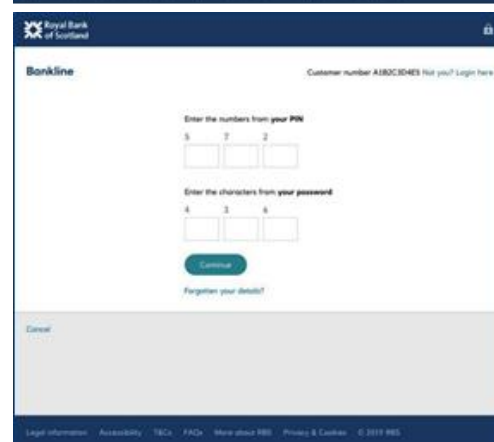 Royal Bank
of Scotland
Bankline
Customer number A1B2C3D4E5 Not you? Login here
Enter the numbers from your PIN
5 7 2
Enter the characters from your password
4 3 6
Continue
Forgotten your details?
Cancel
Legal information Accessibility T&Cs FAQs More about RBS Privacy & Cookies © 2019 RBS